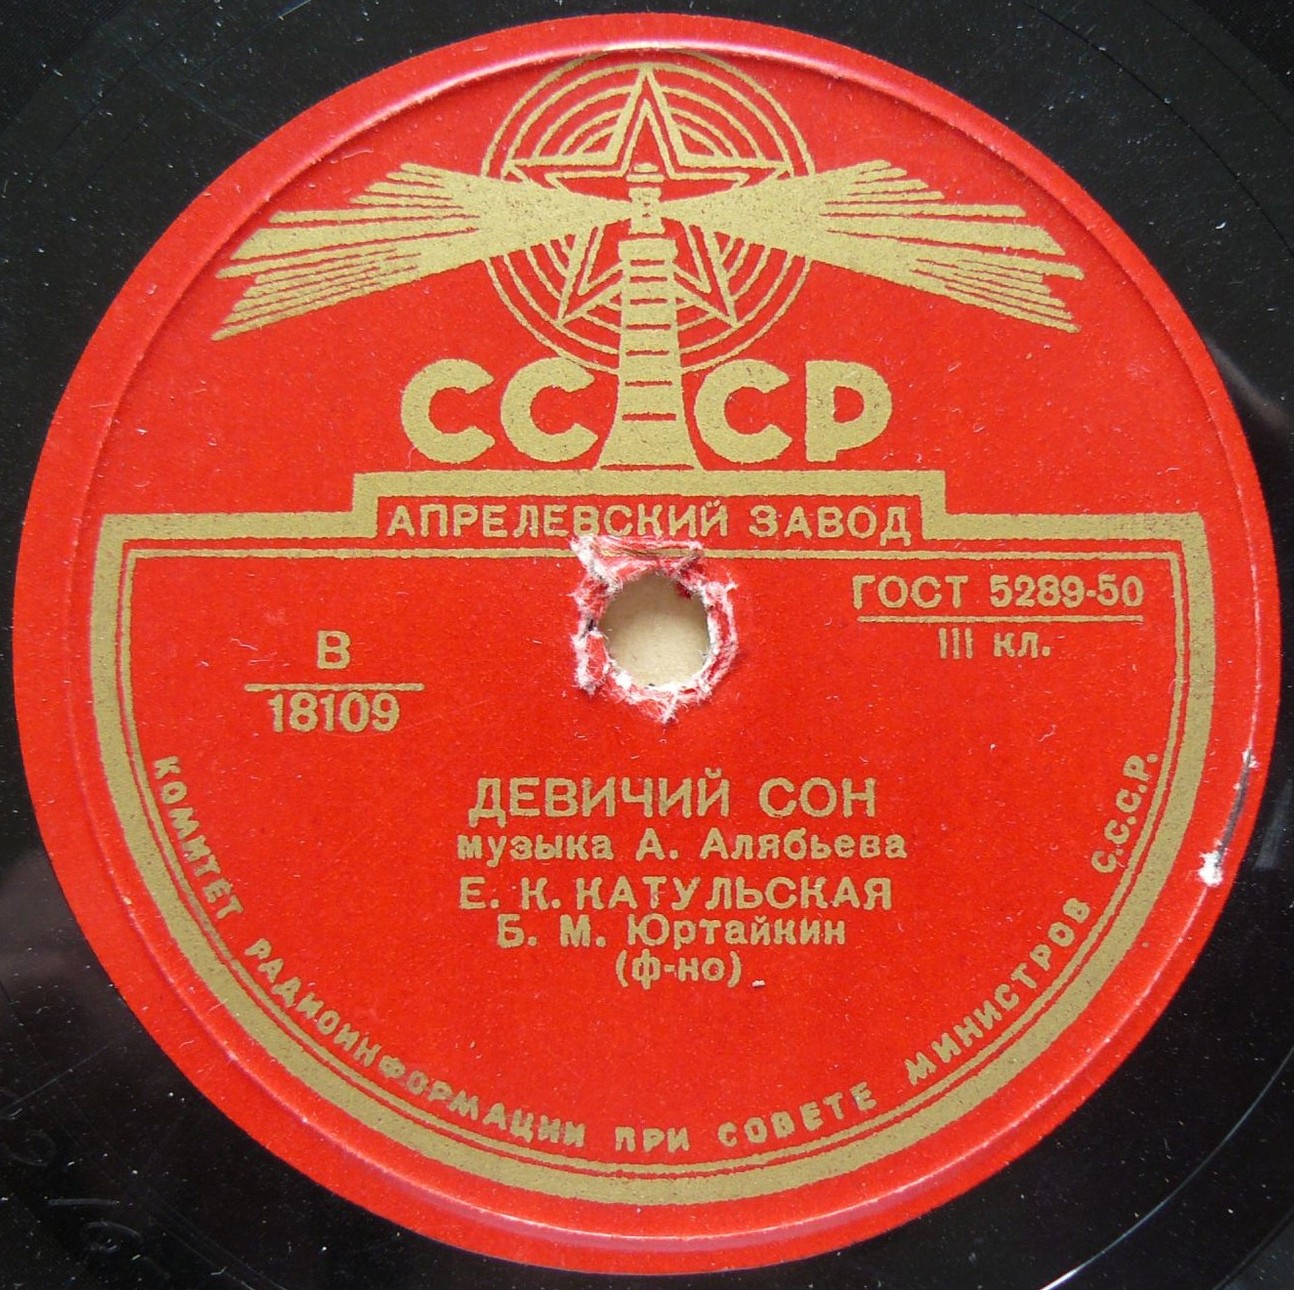 СССР
АПРЕЛЕВСКИЙ ЗАВОД
ГОСТ 5289-50
III кл.
В
18109
ДЕВИЧИЙ СОН
музыка А. Алябьева
Е. К. КАТУЛЬСКАЯ
Б. М. Юртайкин
(ф-но)
КОМИТЕТ РАДИОИНФОРМАЦИИ ПРИ СОВЕТЕ МИНИСТРОВ С.С.С.Р.